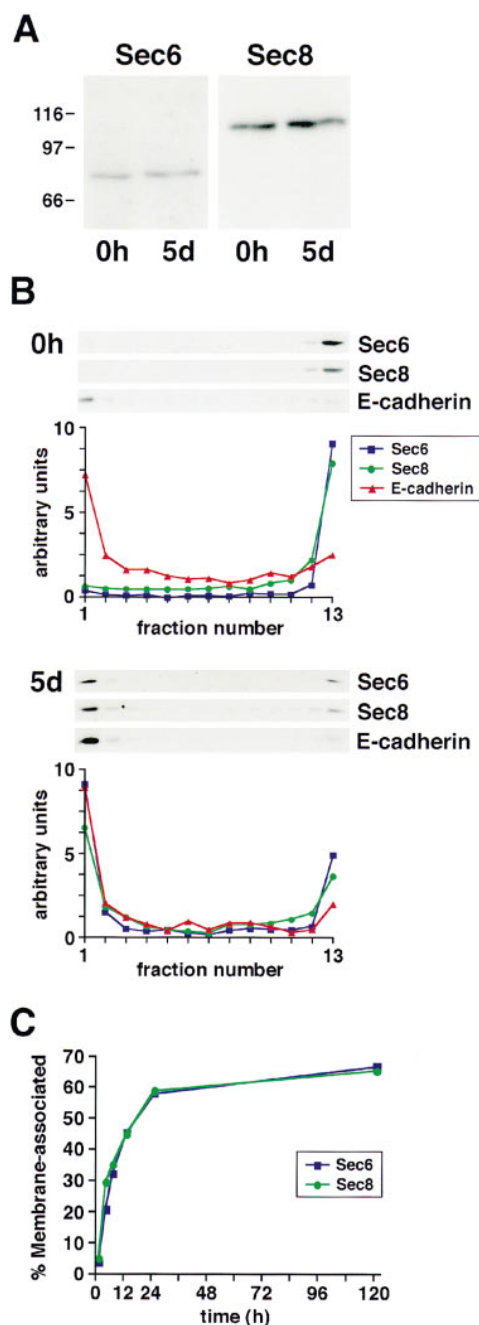 A
Sec6 Sec8
116-
97-
66-
0h 5d 0h 5d
B
0h
Sec6
Sec8
E-cadherin
10
5
0
arbitrary units
1 13
fraction number
Sec6
Sec8
E-cadherin
5d
Sec6
Sec8
E-cadherin
10
5
0
arbitrary units
1 13
fraction number
C
70
60
50
40
30
20
10
0
% Membrane-associated
0 12 24 48 72 96 120
time (h)
Sec6
Sec8